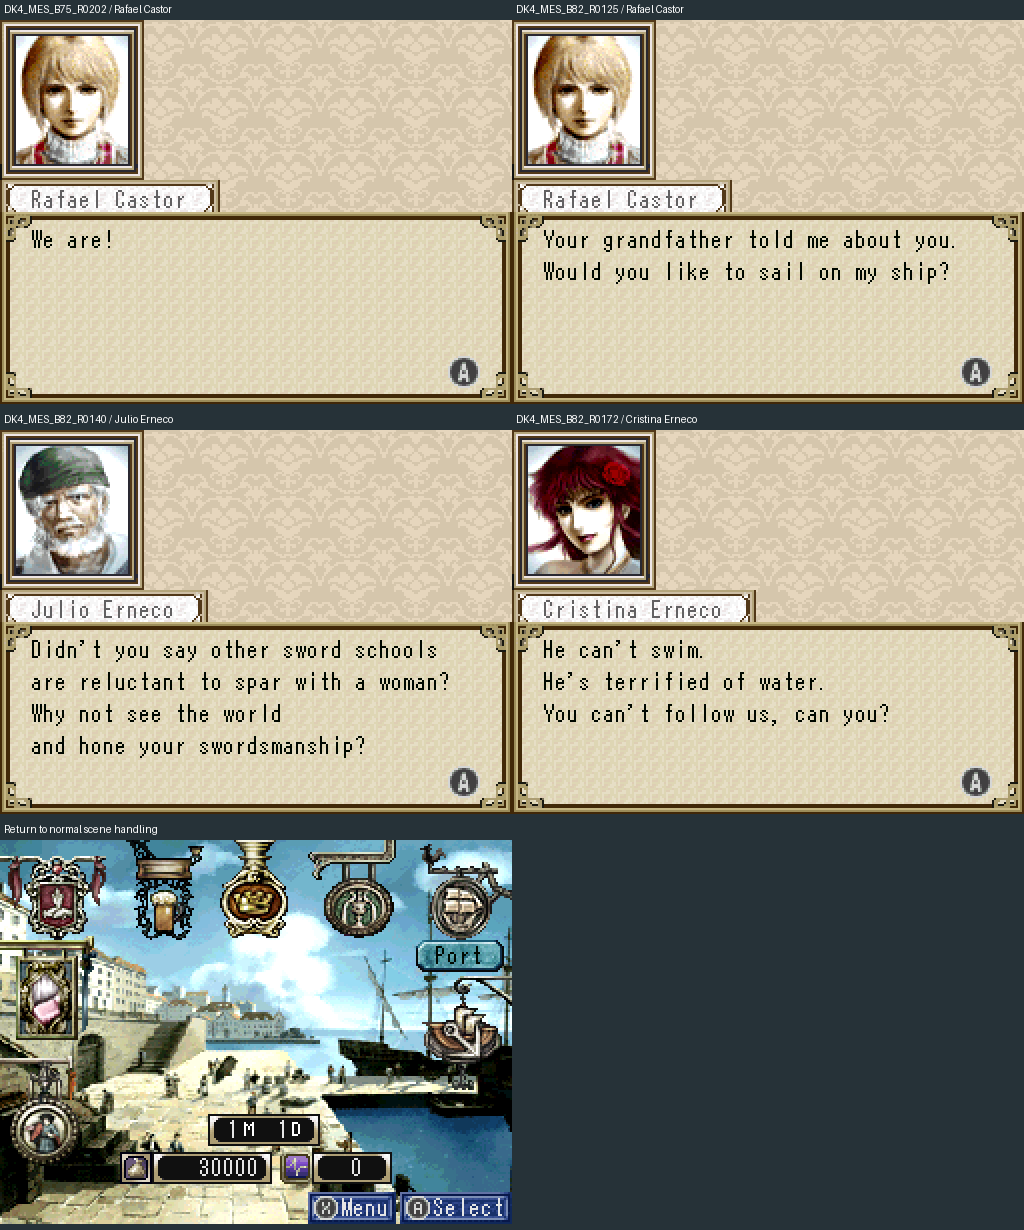 DK4_MES_B75_R0202 / Rafael Castor
Rafael Castor
We are!
A
DK4_MES_B82_R0125 / Rafael Castor
Rafael Castor
Your grandfather told me about you.
Would you like to sail on my ship?
A
DK4_MES_B82_R0140 / Julio Erneco
Julio Erneco
Didn't you say other sword schools
are reluctant to spar with a woman?
Why not see the world
and hone your swordsmanship?
A
DK4_MES_B82_R0172 / Cristina Erneco
Cristina Erneco
He can't swim.
He's terrified of water.
You can't follow us, can you?
A
Return to normal scene handling
Port
1M 1D
30000
0
X Menu
A Select